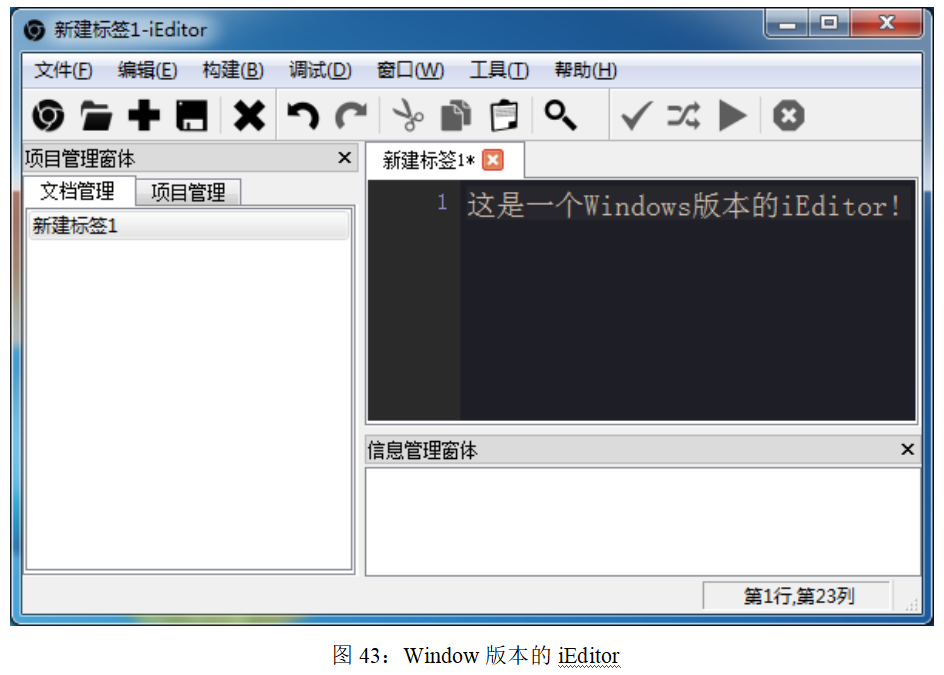 新建标签1-iEditor
文件(F) 编辑(E) 构建(B) 调试(D) 窗口(W) 工具(T) 帮助(H)
项目管理窗体
文档管理 项目管理
新建标签1
新建标签1*
1 这是一个Windows版本的iEditor!
信息管理窗体
第1行,第23列
图 43：Window 版本的 iEditor